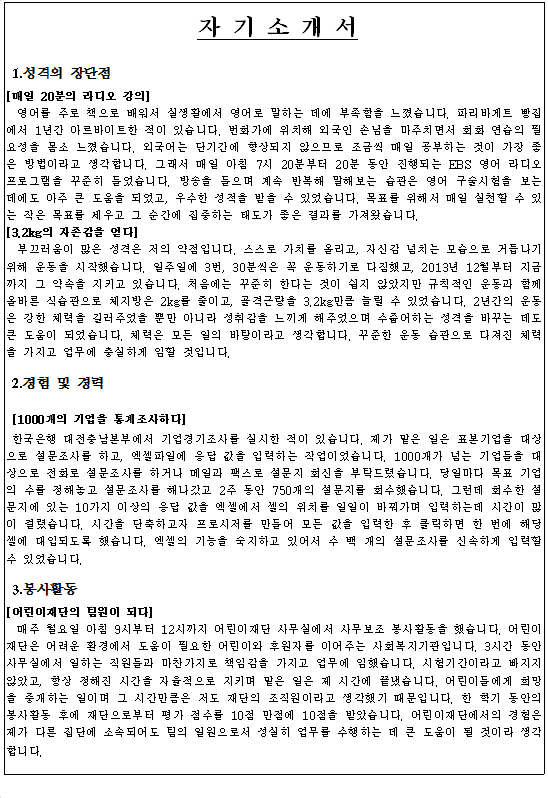 자 기 소 개 서
1.성격의 장단점
[매일 20분의 라디오 강의]
영어를 주로 책으로 배워서 실생활에서 영어로 말하는 데에 부족함을 느꼈습니다. 파리바게트 빵집
에서 1년간 아르바이트한 적이 있습니다. 번화가에 위치해 외국인 손님을 마주치면서 회화 연습의 필
요성을 몸소 느꼈습니다. 외국어는 단기간에 향상되지 않으므로 조금씩 매일 공부하는 것이 가장 좋
은 방법이라고 생각합니다. 그래서 매일 아침 7시 20분부터 20분 동안 진행되는 EBS 영어 라디오
프로그램을 꾸준히 들었습니다. 방송을 들으며 계속 반복해 말해보는 습관은 영어 구술시험을 보는
데에도 아주 큰 도움을 되었고, 우수한 성적을 받을 수 있었습니다. 목표를 위해서 매일 실천할 수 있
는 작은 목표를 세우고 그 순간에 집중하는 태도가 좋은 결과를 가져왔습니다.
[3.2kg의 자존감을 얻다]
부끄러움이 많은 성격은 저의 약점입니다. 스스로 가치를 올리고, 자신감 넘치는 모습으로 거듭나기
위해 운동을 시작했습니다. 일주일에 3번, 30분씩은 꼭 운동하기로 다짐했고, 2013년 12월부터 지금
까지 그 약속을 지키고 있습니다. 처음에는 꾸준히 한다는 것이 쉽지 않았지만 규칙적인 운동과 함께
올바른 식습관으로 체지방은 2kg를 줄이고, 골격근량을 3.2kg만큼 늘릴 수 있었습니다. 2년간의 운동
은 강한 체력을 길러주었을 뿐만 아니라 성취감을 느끼게 해주었으며 수줍어하는 성격을 바꾸는 데도
큰 도움이 되었습니다. 체력은 모든 일의 바탕이라고 생각합니다. 꾸준한 운동 습관으로 다져진 체력
을 가지고 업무에 충실하게 임할 것입니다.
2.경험 및 경력
[1000개의 기업을 통계조사하다]
한국은행 대전충남본부에서 기업경기조사를 실시한 적이 있습니다. 제가 맡은 일은 표본기업을 대상
으로 설문조사를 하고, 엑셀파일에 응답 값을 입력하는 작업이었습니다. 1000개가 넘는 기업들을 대
상으로 전화로 설문조사를 하거나 메일과 팩스로 설문지 회신을 부탁드렸습니다. 당일마다 목표 기업
의 수를 정해놓고 설문조사를 해나갔고 2주 동안 750개의 설문지를 회수했습니다. 그런데 회수한 설
문지에 있는 10가지 이상의 응답 값을 엑셀에서 셀의 위치를 일일이 바꿔가며 입력하는데 시간이 많
이 걸렸습니다. 시간을 단축하고자 프로시저를 만들어 모든 값을 입력한 후 클릭하면 한 번에 해당
셀에 대입되도록 했습니다. 엑셀의 기능을 숙지하고 있어서 수 백 개의 설문조사를 신속하게 입력할
수 있었습니다.
3.봉사활동
[어린이재단의 팀원이 되다]
매주 월요일 아침 9시부터 12시까지 어린이재단 사무실에서 사무보조 봉사활동을 했습니다. 어린이
재단은 어려운 환경에서 도움이 필요한 어린이와 후원자를 이어주는 사회복지기관입니다. 3시간 동안
사무실에서 일하는 직원들과 마찬가지로 책임감을 가지고 업무에 임했습니다. 시험기간이라고 빠지지
않았고, 항상 정해진 시간을 자율적으로 지키며 맡은 일은 제 시간에 끝냈습니다. 어린이들에게 희망
을 중개하는 일이며 그 시간만큼은 저도 재단의 조직원이라고 생각했기 때문입니다. 한 학기 동안의
봉사활동 후에 재단으로부터 평가 점수를 10점 만점에 10점을 받았습니다. 어린이재단에서의 경험은
제가 다른 집단에 소속되어도 팀의 일원으로서 성실히 업무를 수행하는 데 큰 도움이 될 것이라 생각
합니다.